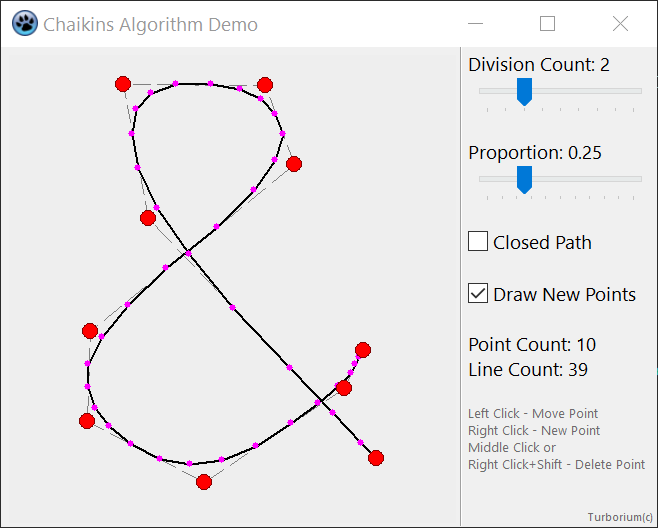 Chaikins Algorithm Demo
Division Count: 2
Proportion: 0.25
Closed Path
Draw New Points
Point Count: 10
Line Count: 39
Left Click - Move Point
Right Click - New Point
Middle Click or
Right Click+Shift - Delete Point
Turborium(c)